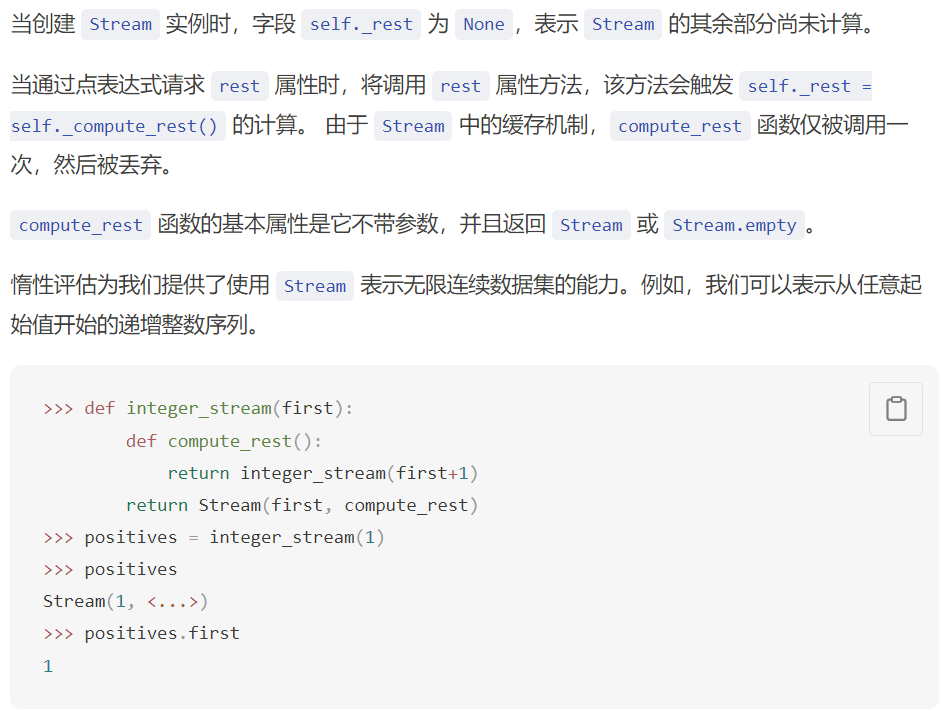 当创建 Stream 实例时，字段 self._rest 为 None，表示 Stream 的其余部分尚未计算。
当通过点表达式请求 rest 属性时，将调用 rest 属性方法，该方法会触发 self._rest =
self._compute_rest() 的计算。 由于 Stream 中的缓存机制，compute_rest 函数仅被调用一
次，然后被丢弃。
compute_rest 函数的基本属性是它不带参数，并且返回 Stream 或 Stream.empty。
惰性评估为我们提供了使用 Stream 表示无限连续数据集的能力。例如，我们可以表示从任意起
始值开始的递增整数序列。
>>> def integer_stream(first):
        def compute_rest():
            return integer_stream(first+1)
        return Stream(first, compute_rest)
>>> positives = integer_stream(1)
>>> positives
Stream(1, <...>)
>>> positives.first
1